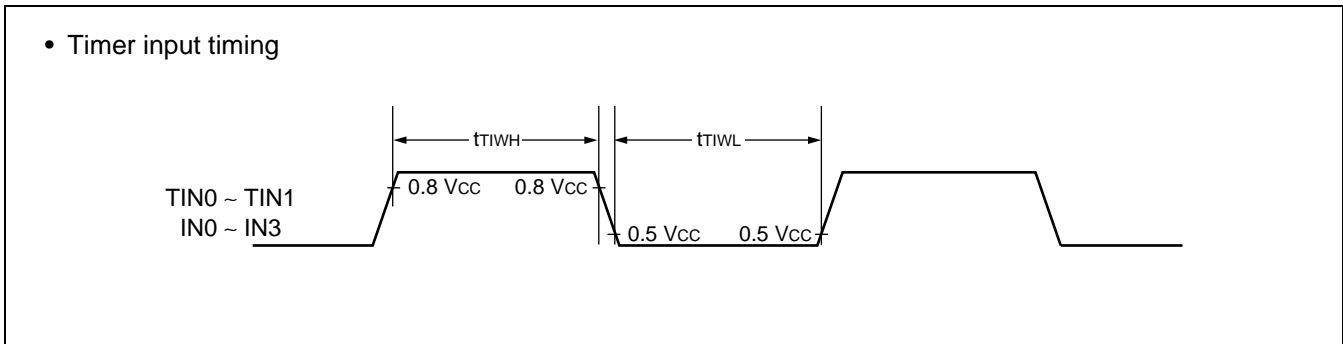 • Timer input timing
tTIWH
tTIWL
TIN0 ~ TIN1
IN0 ~ IN3
0.8 VCC
0.8 VCC
0.5 VCC
0.5 VCC